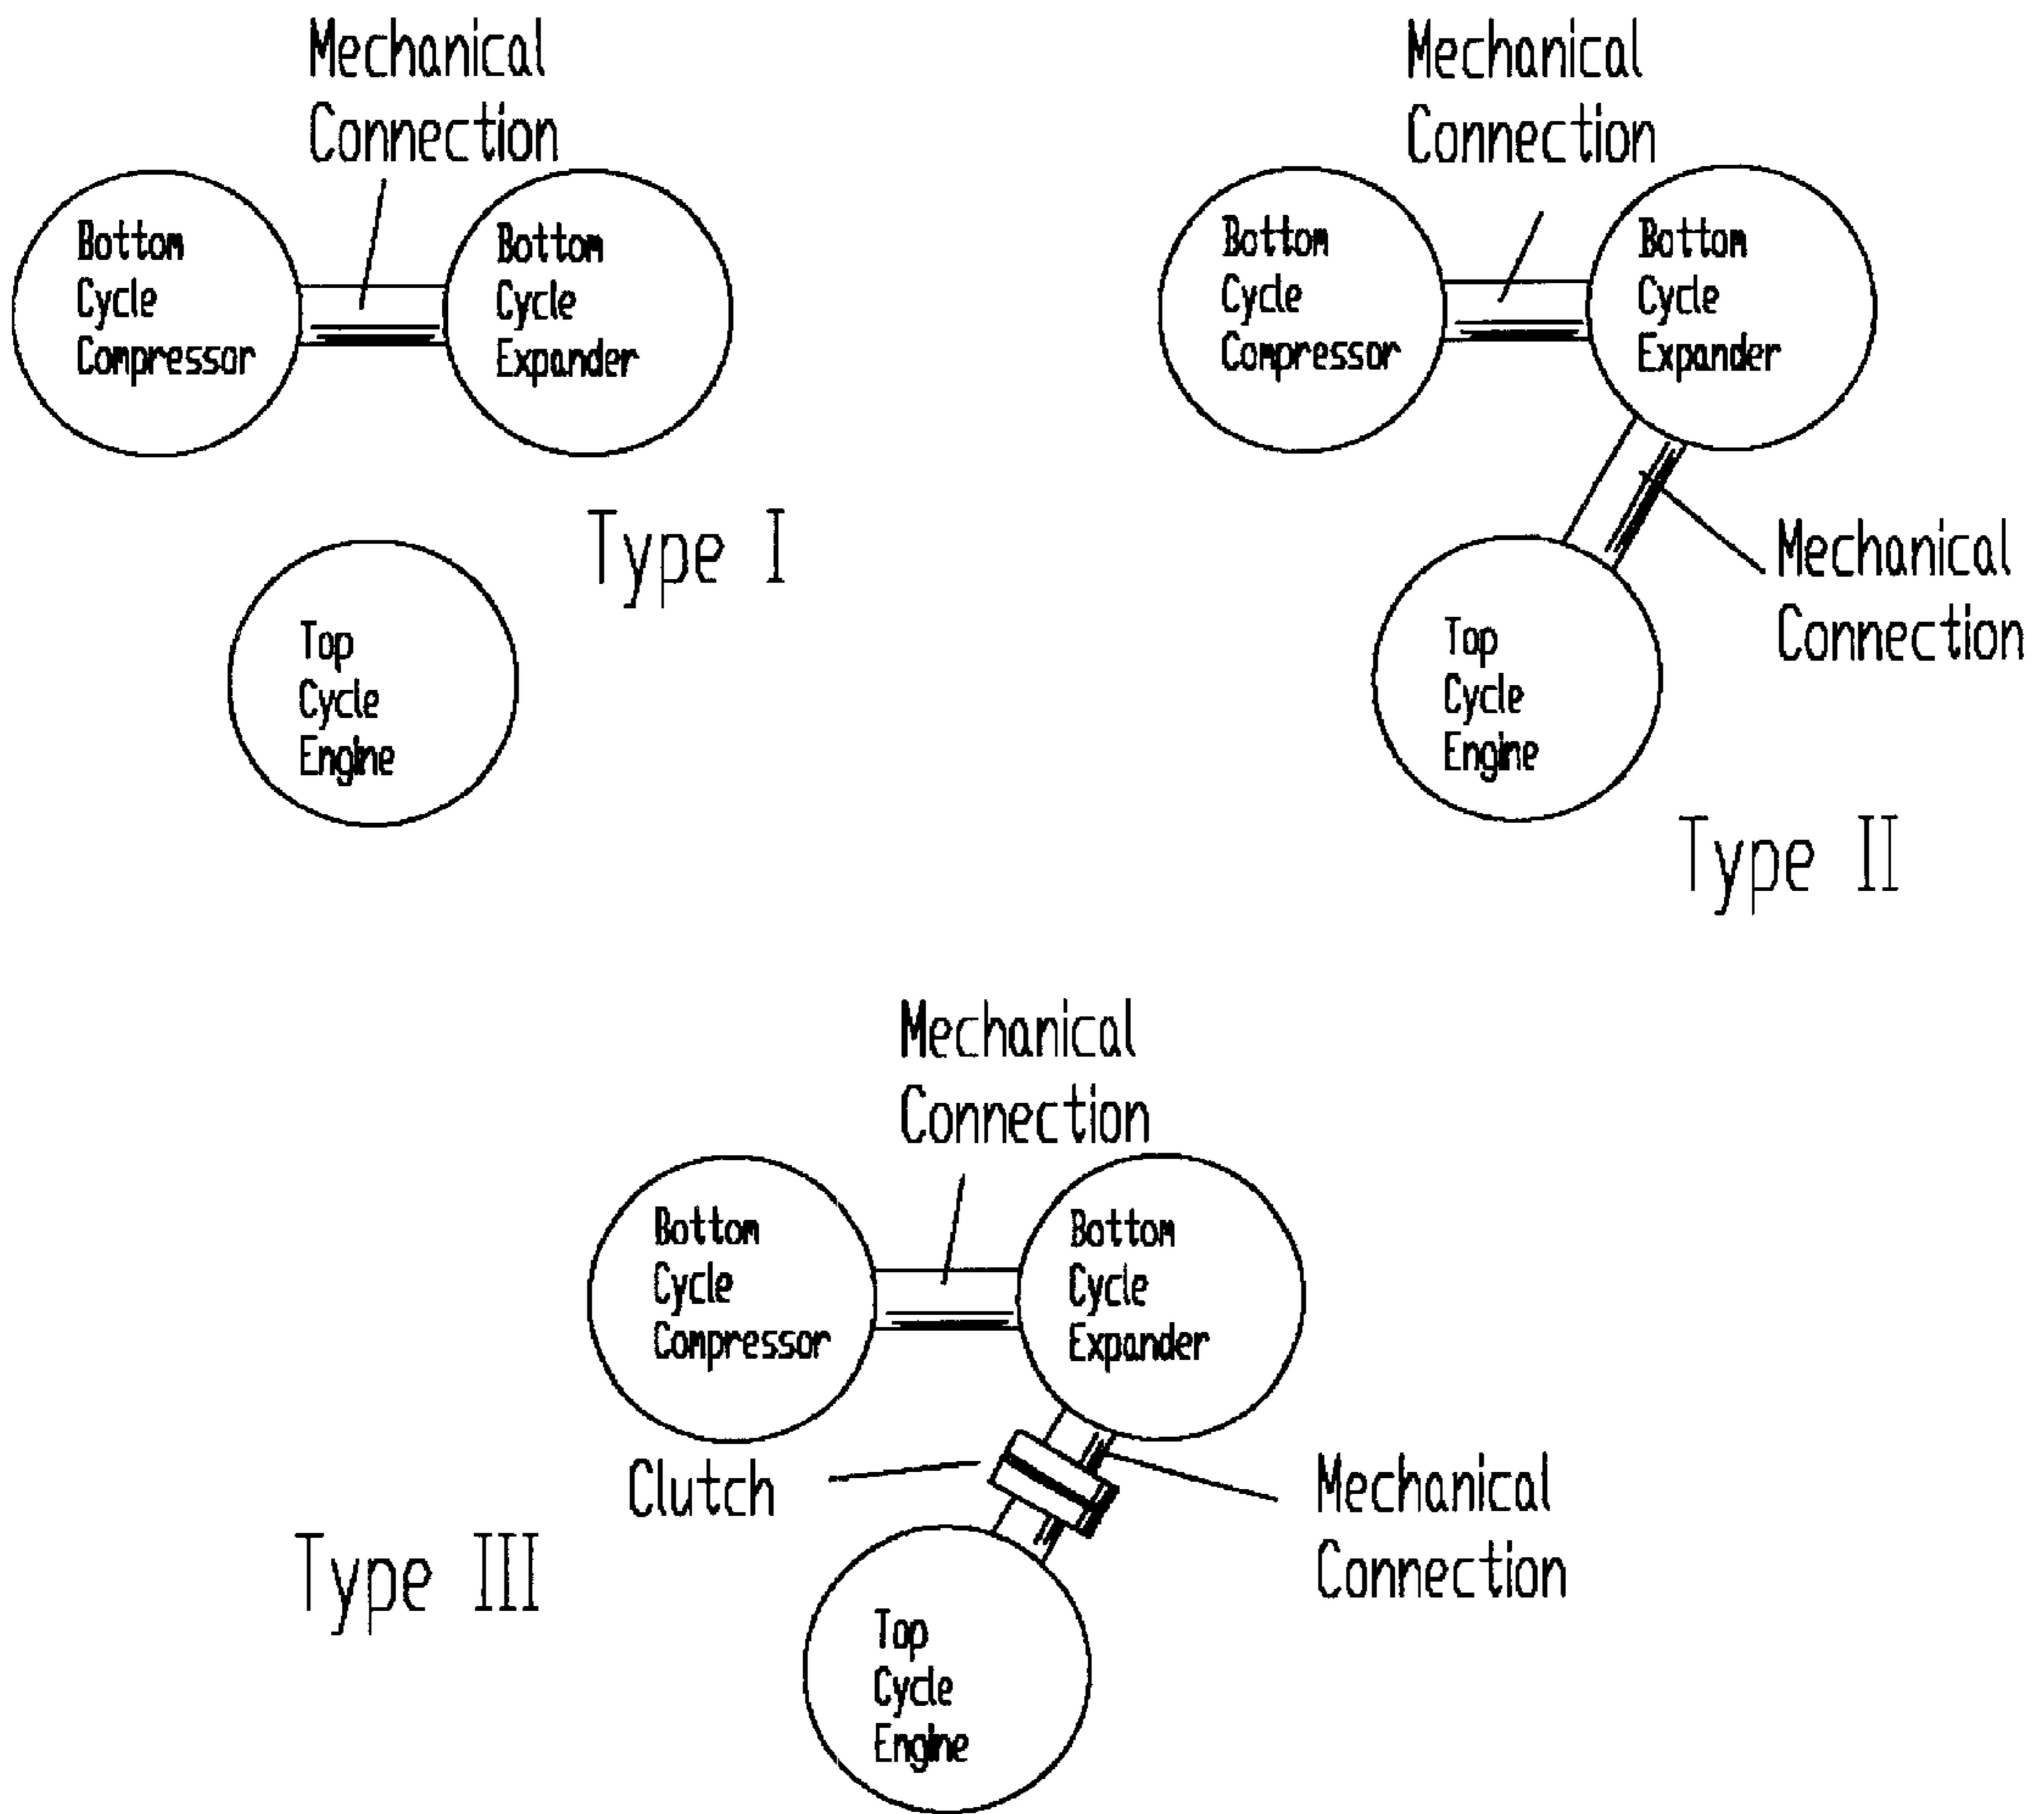 Mechanical
Connection
Bottom
Cycle
Compressor
Bottom
Cycle
Expander
Type I
Top
Cycle
Engine
Mechanical
Connection
Bottom
Cycle
Compressor
Bottom
Cycle
Expander
Mechanical
Connection
Top
Cycle
Engine
Type II
Mechanical
Connection
Bottom
Cycle
Compressor
Bottom
Cycle
Expander
Clutch
Mechanical
Connection
Type III
Top
Cycle
Engine